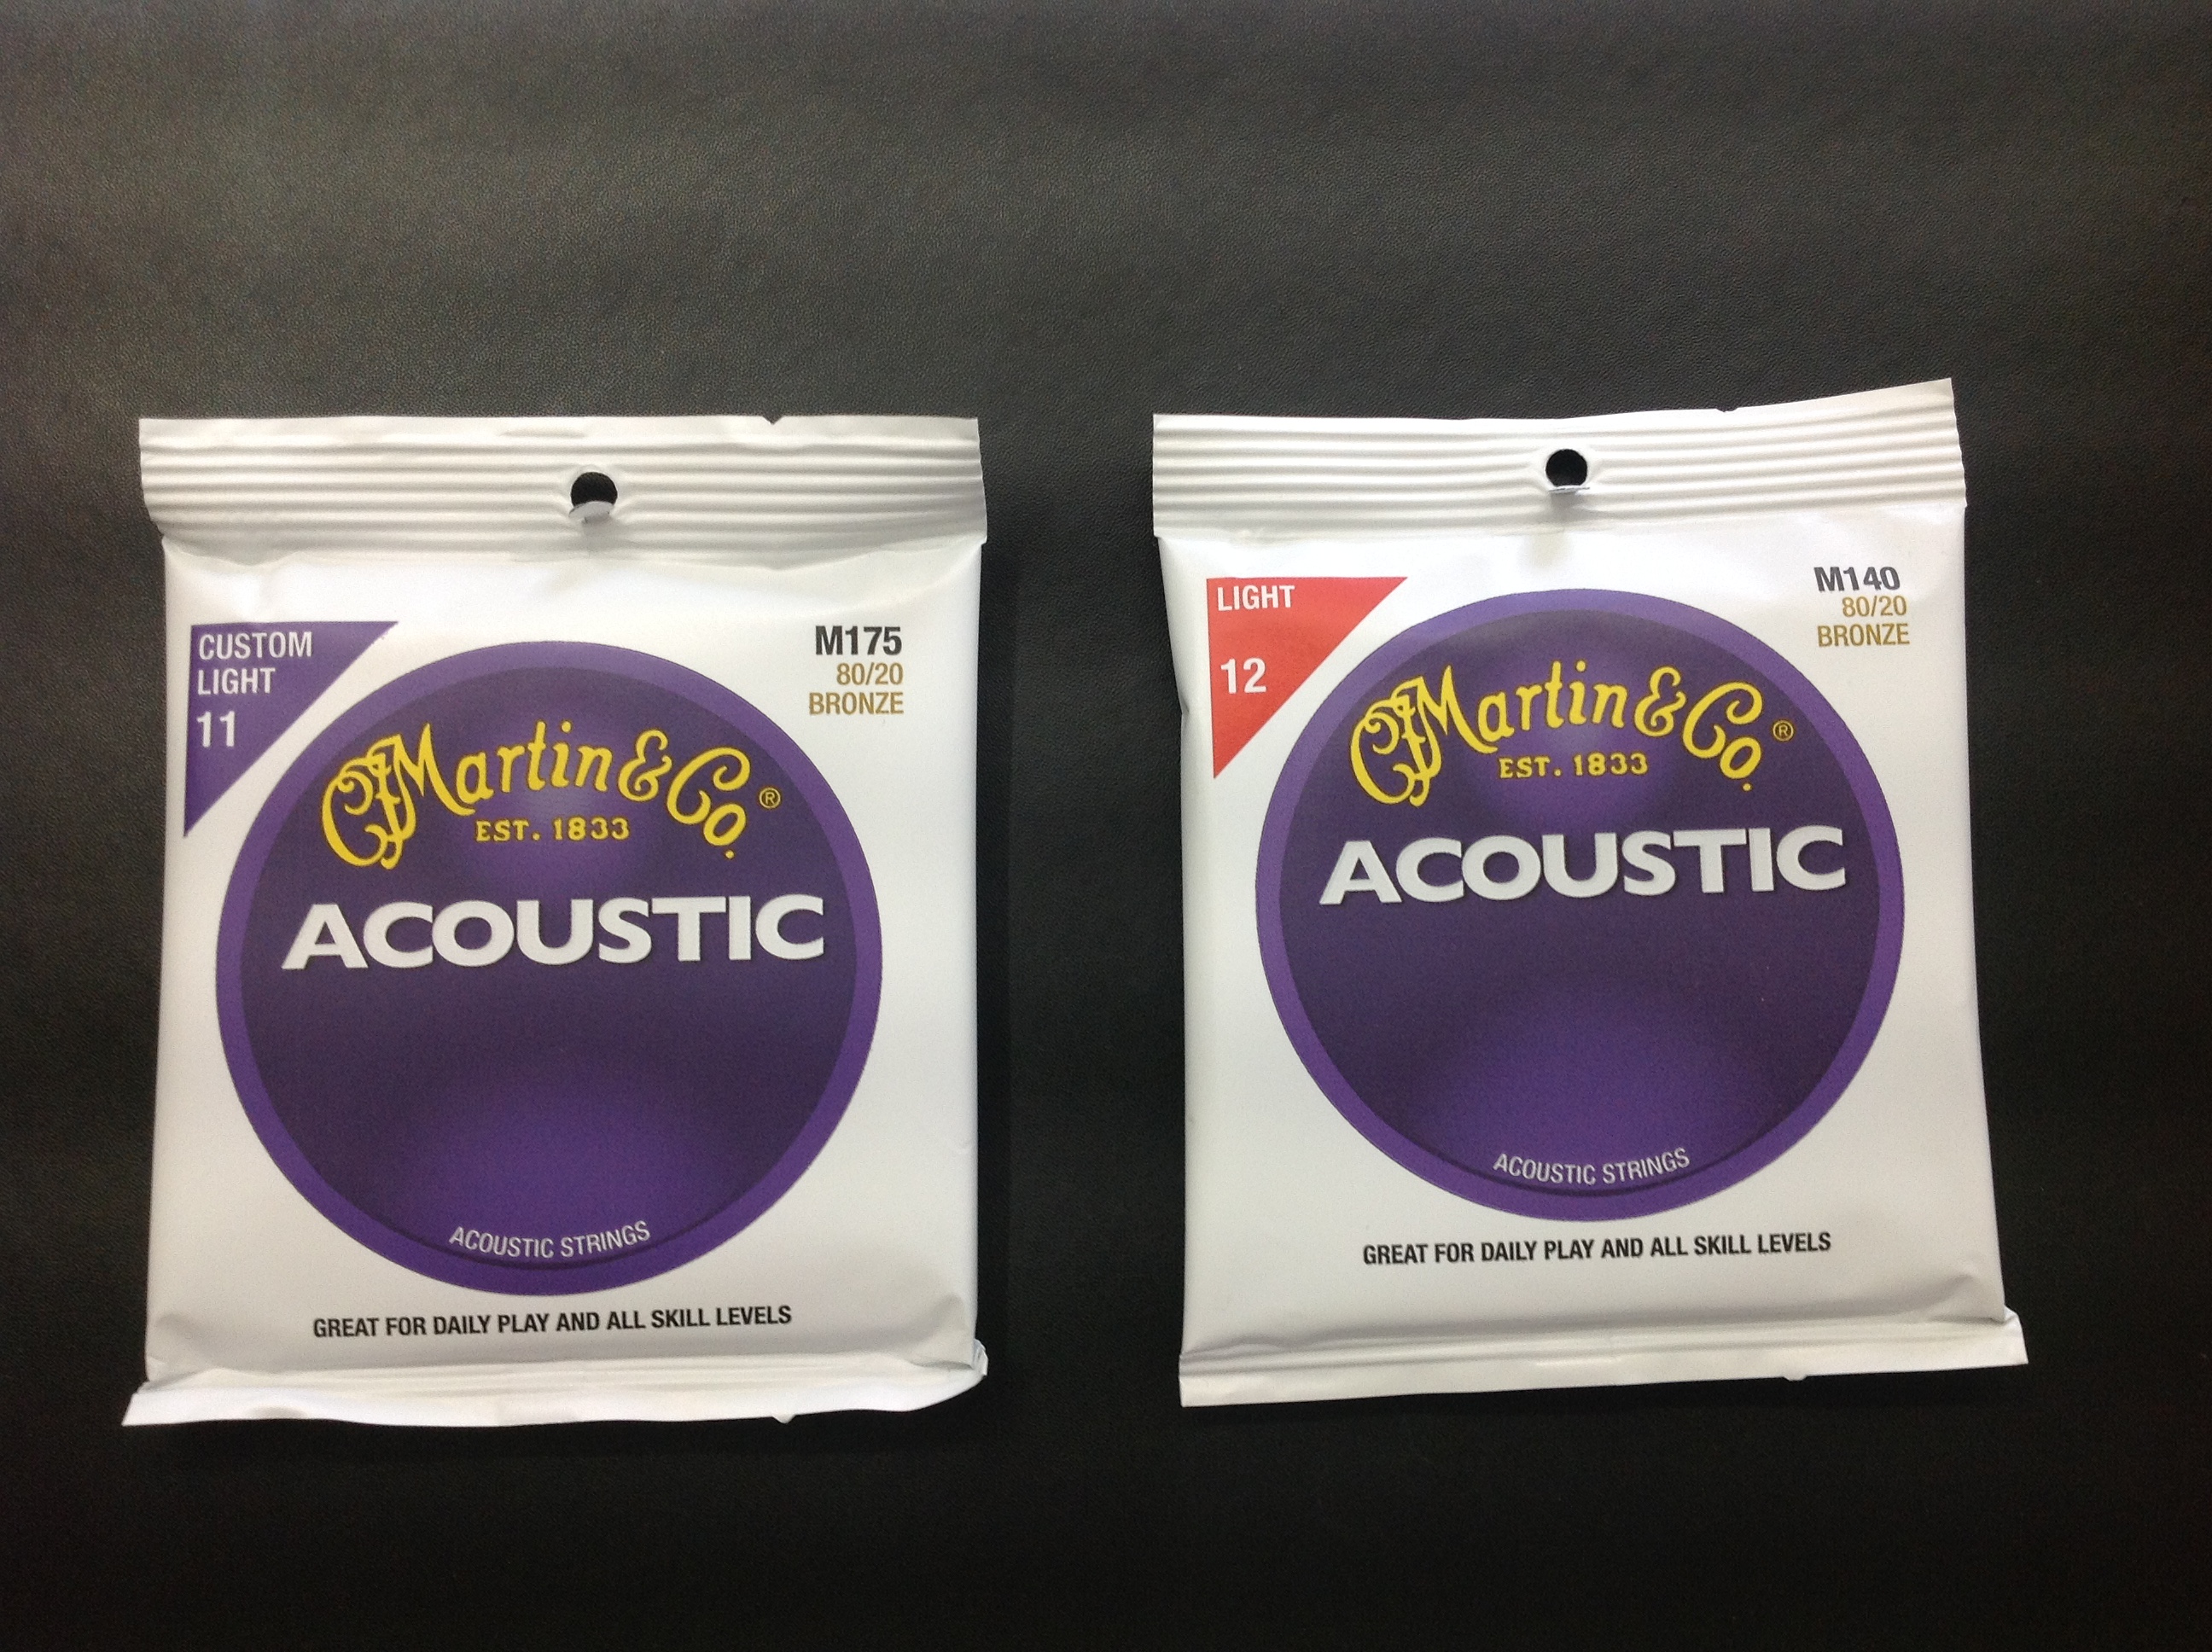 CUSTOM
LIGHT
11
M175
80/20
BRONZE
CF Martin & Co.®
EST. 1833
ACOUSTIC
ACOUSTIC STRINGS
GREAT FOR DAILY PLAY AND ALL SKILL LEVELS
LIGHT
12
M140
80/20
BRONZE
CF Martin & Co.®
EST. 1833
ACOUSTIC
ACOUSTIC STRINGS
GREAT FOR DAILY PLAY AND ALL SKILL LEVELS